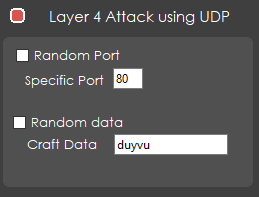 Layer 4 Attack using UDP
Random Port
Specific Port 80
Random data
Craft Data duyvu